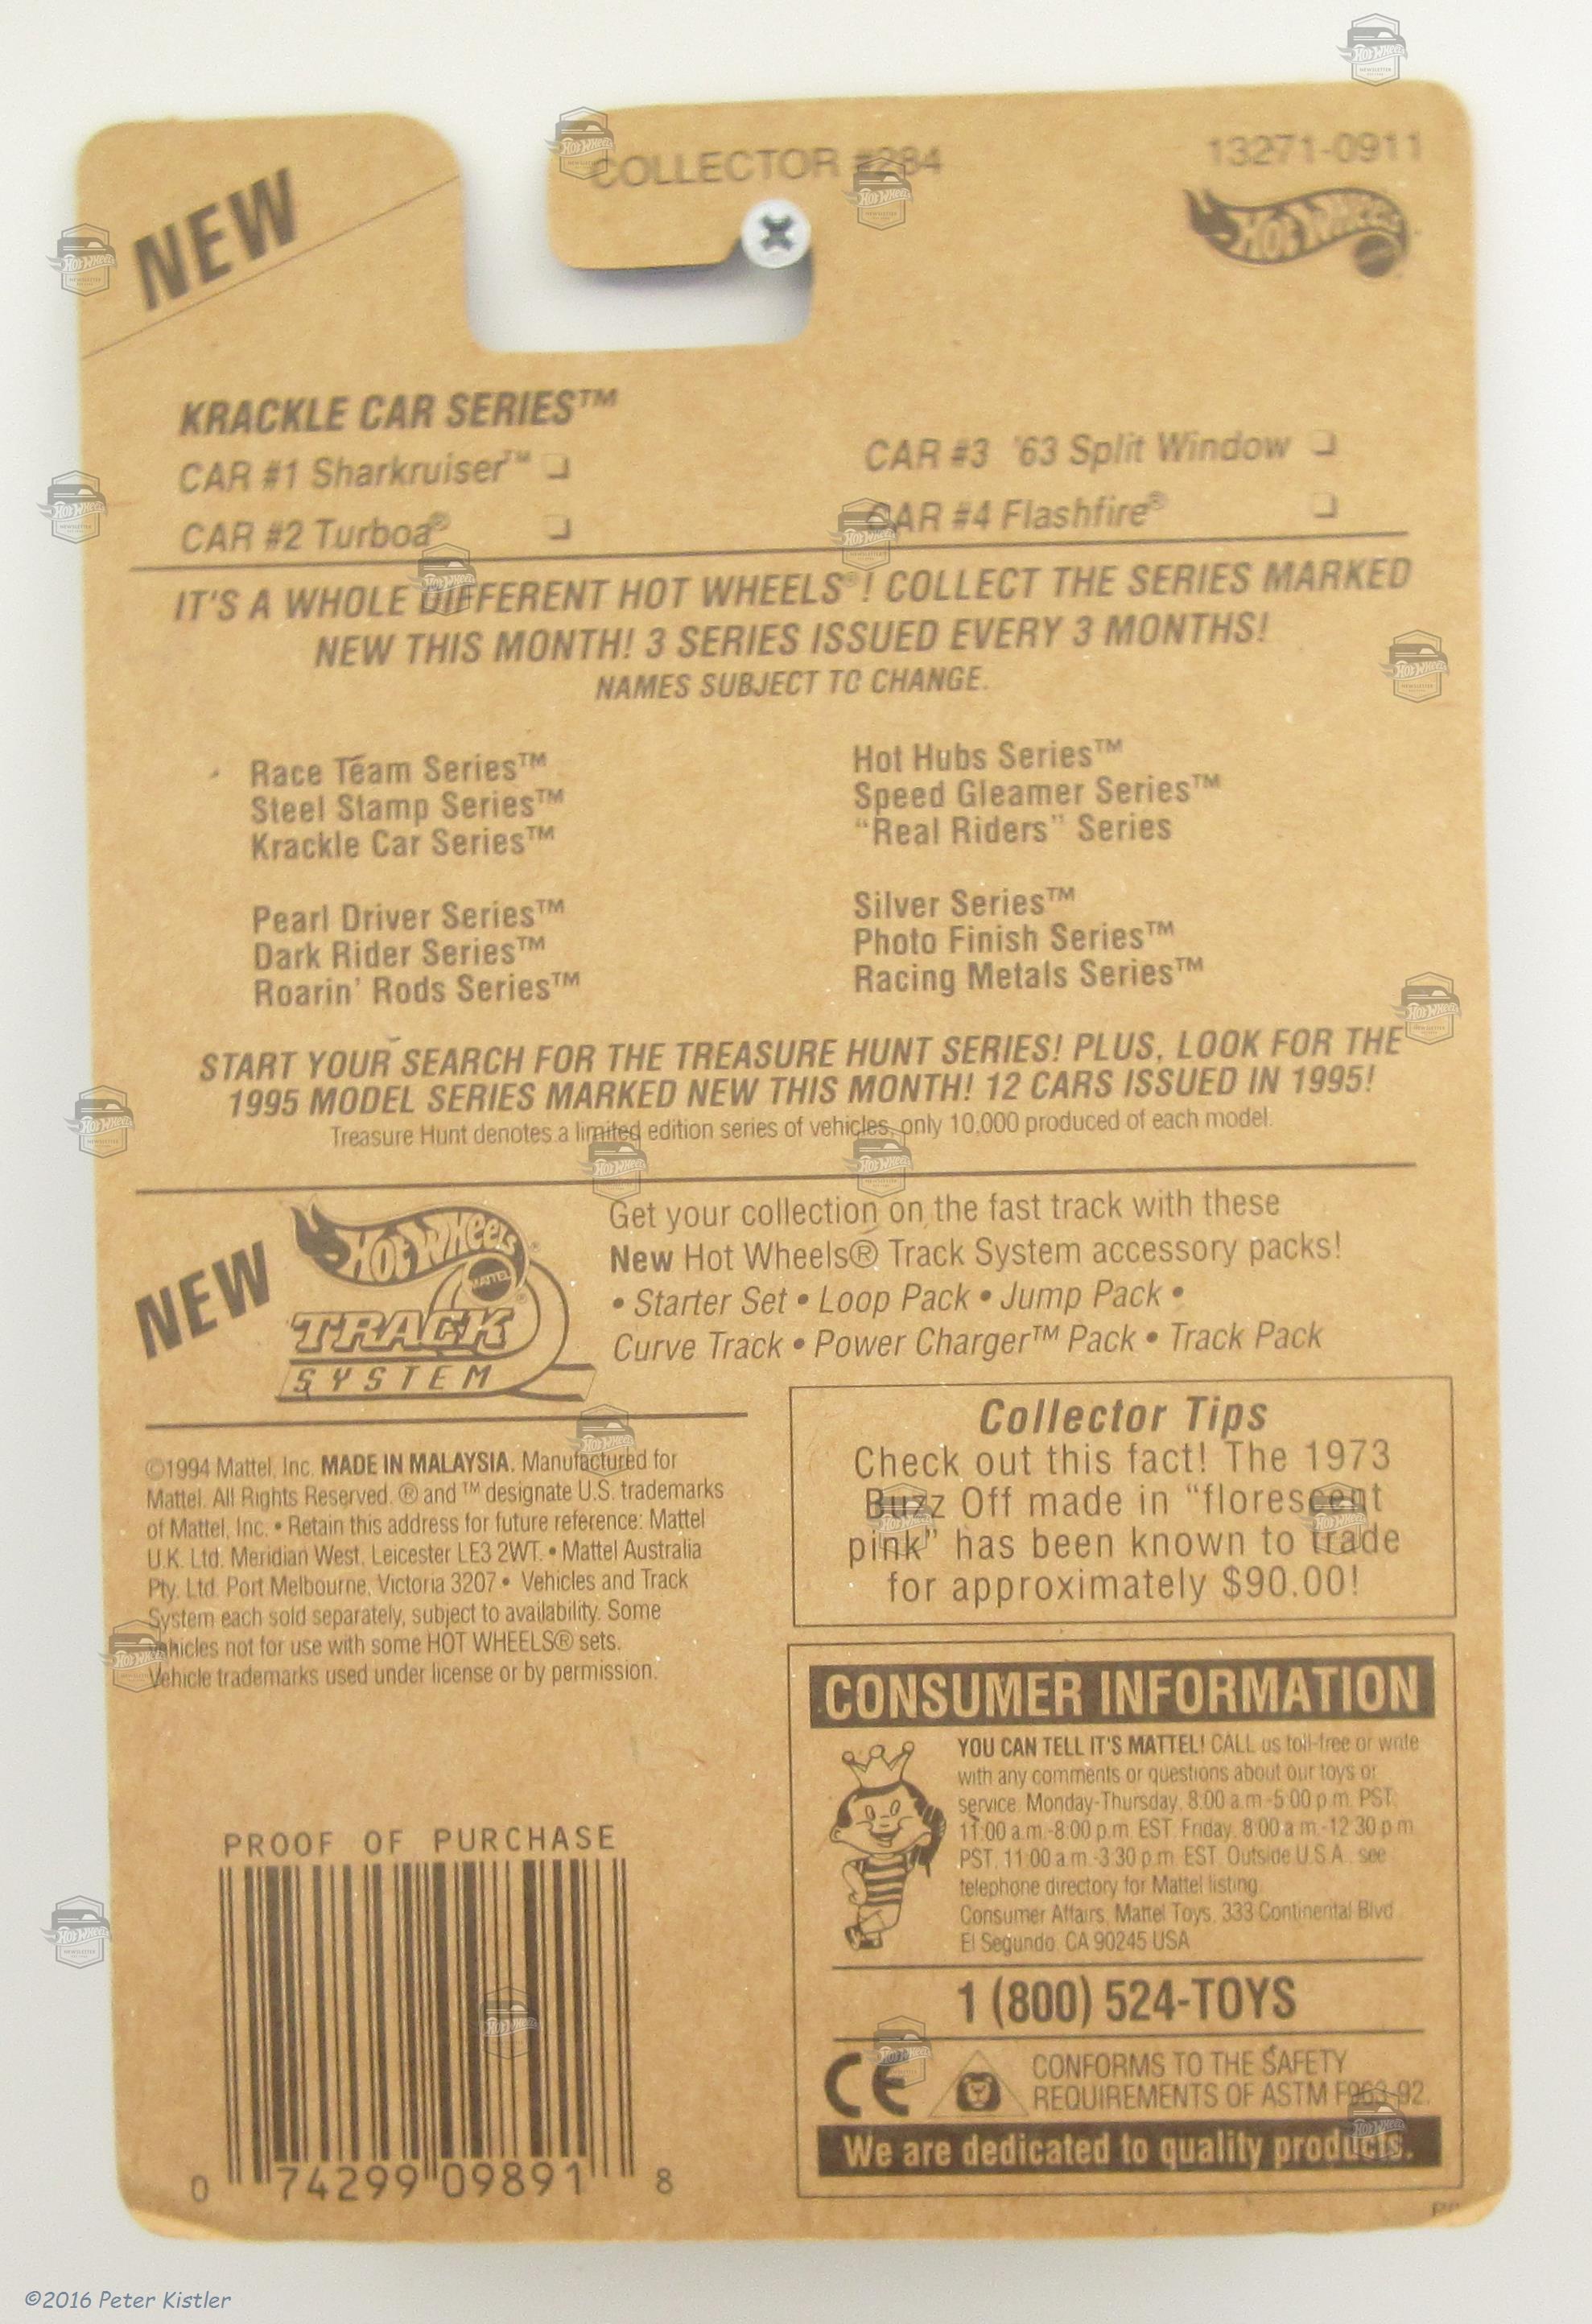 COLLECTOR #284
13271-0911
NEW
HOT WHEELS
KRACKLE CAR SERIES™
CAR #1 Sharkruiser™ ❏
CAR #2 Turboa® ❏
CAR #3 '63 Split Window ❏
CAR #4 Flashfire® ❏
IT'S A WHOLE DIFFERENT HOT WHEELS®! COLLECT THE SERIES MARKED
NEW THIS MONTH! 3 SERIES ISSUED EVERY 3 MONTHS!
NAMES SUBJECT TO CHANGE.
Race Team Series™
Steel Stamp Series™
Krackle Car Series™
Hot Hubs Series™
Speed Gleamer Series™
“Real Riders” Series
Pearl Driver Series™
Dark Rider Series™
Roarin' Rods Series™
Silver Series™
Photo Finish Series™
Racing Metals Series™
START YOUR SEARCH FOR THE TREASURE HUNT SERIES! PLUS, LOOK FOR THE
1995 MODEL SERIES MARKED NEW THIS MONTH! 12 CARS ISSUED IN 1995!
Treasure Hunt denotes a limited edition series of vehicles, only 10,000 produced of each model.
NEW
HOT WHEELS
MATTEL
TRACK
SYSTEM
Get your collection on the fast track with these
New Hot Wheels® Track System accessory packs!
• Starter Set • Loop Pack • Jump Pack •
Curve Track • Power Charger™ Pack • Track Pack
©1994 Mattel, Inc. MADE IN MALAYSIA. Manufactured for
Mattel. All Rights Reserved. ® and ™ designate U.S. trademarks
of Mattel, Inc. • Retain this address for future reference: Mattel
U.K. Ltd. Meridian West, Leicester LE3 2WT. • Mattel Australia
Pty. Ltd. Port Melbourne, Victoria 3207 • Vehicles and Track
System each sold separately, subject to availability. Some
vehicles not for use with some HOT WHEELS® sets.
Vehicle trademarks used under license or by permission.
Collector Tips
Check out this fact! The 1973
Buzz Off made in “florescent
pink” has been known to trade
for approximately $90.00!
CONSUMER INFORMATION
YOU CAN TELL IT'S MATTEL! CALL us toll-free or write
with any comments or questions about our toys or
service. Monday-Thursday, 8:00 a.m.-5:00 p.m. PST,
11:00 a.m.-8:00 p.m. EST. Friday, 8:00 a.m.-12:30 p.m.
PST, 11:00 a.m.-3:30 p.m. EST. Outside U.S.A., see
telephone directory for Mattel listing.
Consumer Affairs, Mattel Toys, 333 Continental Blvd.
El Segundo, CA 90245 USA
1 (800) 524-TOYS
CE
CONFORMS TO THE SAFETY
REQUIREMENTS OF ASTM F963-92.
We are dedicated to quality products.
PROOF OF PURCHASE
0 74299 09891 8
©2016 Peter Kistler